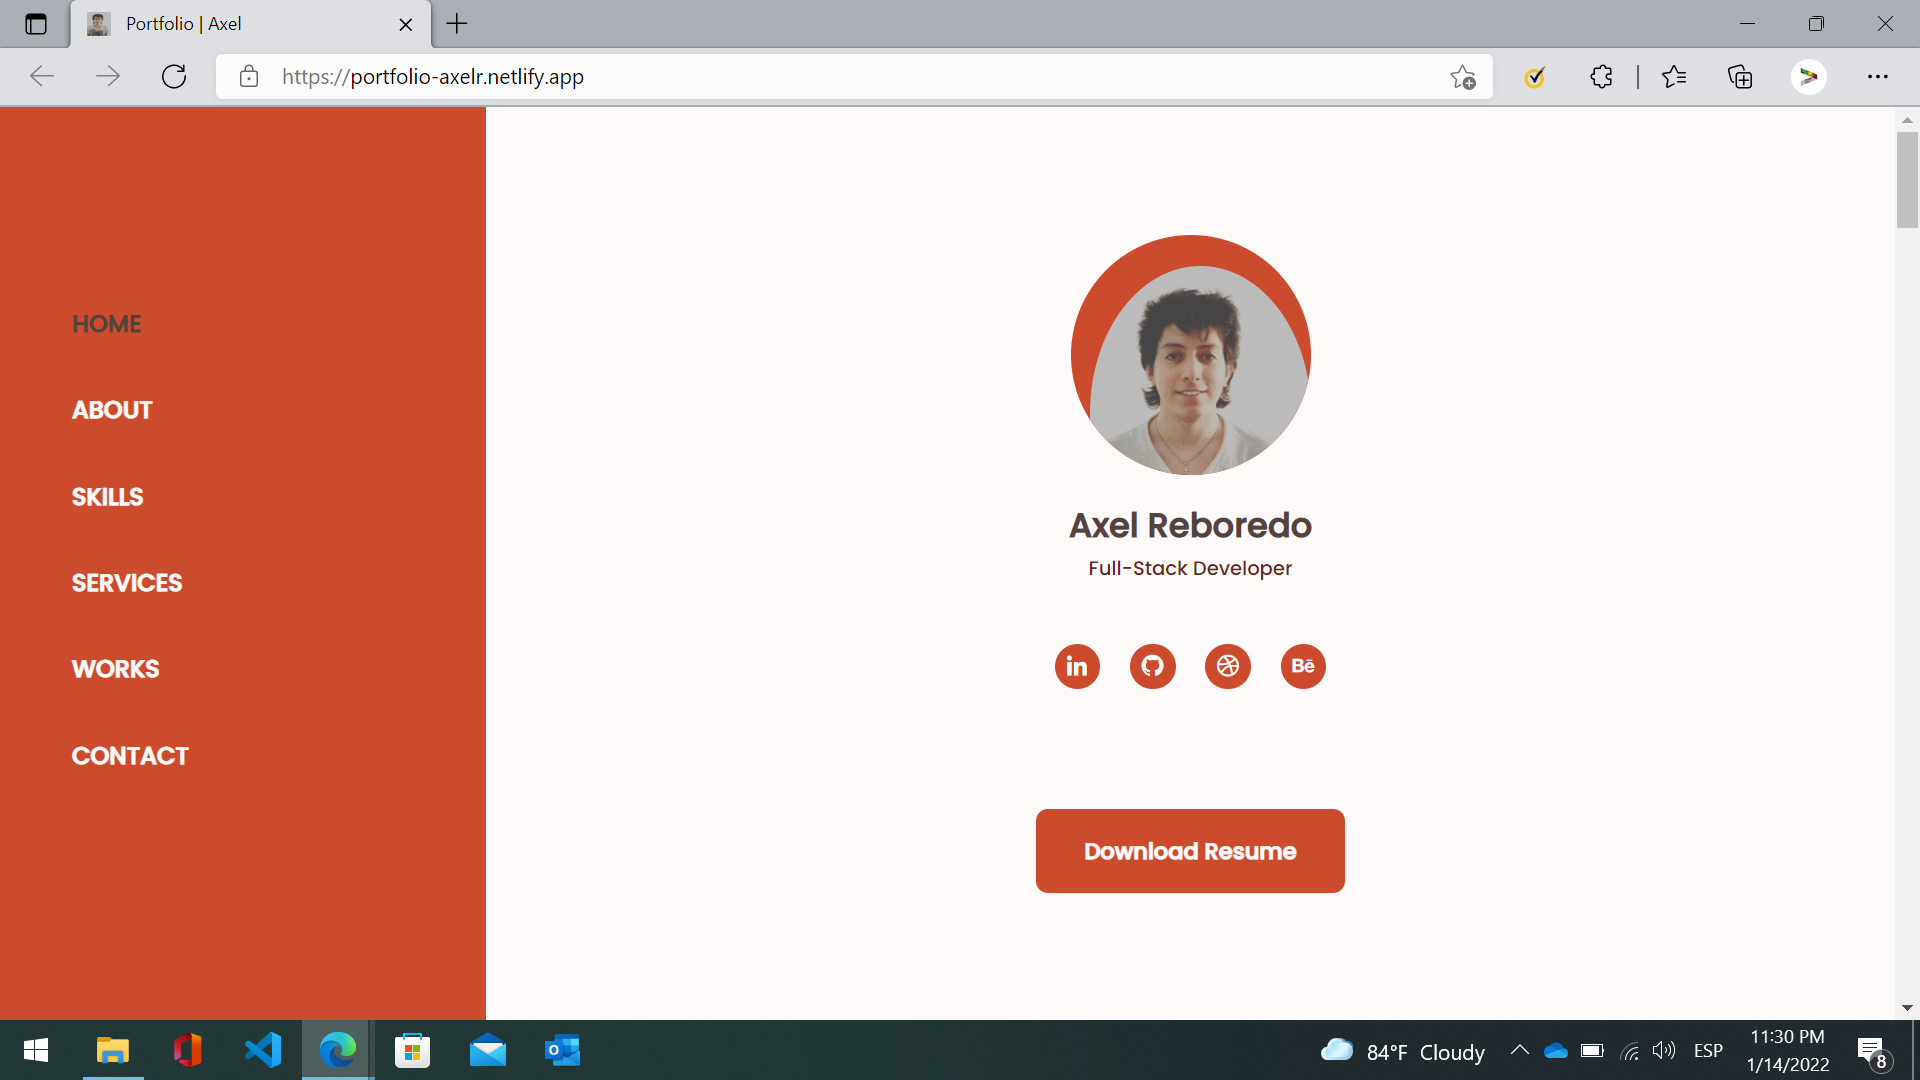 Portfolio | Axel
https://portfolio-axelr.netlify.app
HOME
ABOUT
SKILLS
SERVICES
WORKS
CONTACT
Axel Reboredo
Full-Stack Developer
in
Bē
Download Resume
84°F Cloudy
ESP
11:30 PM
1/14/2022
8